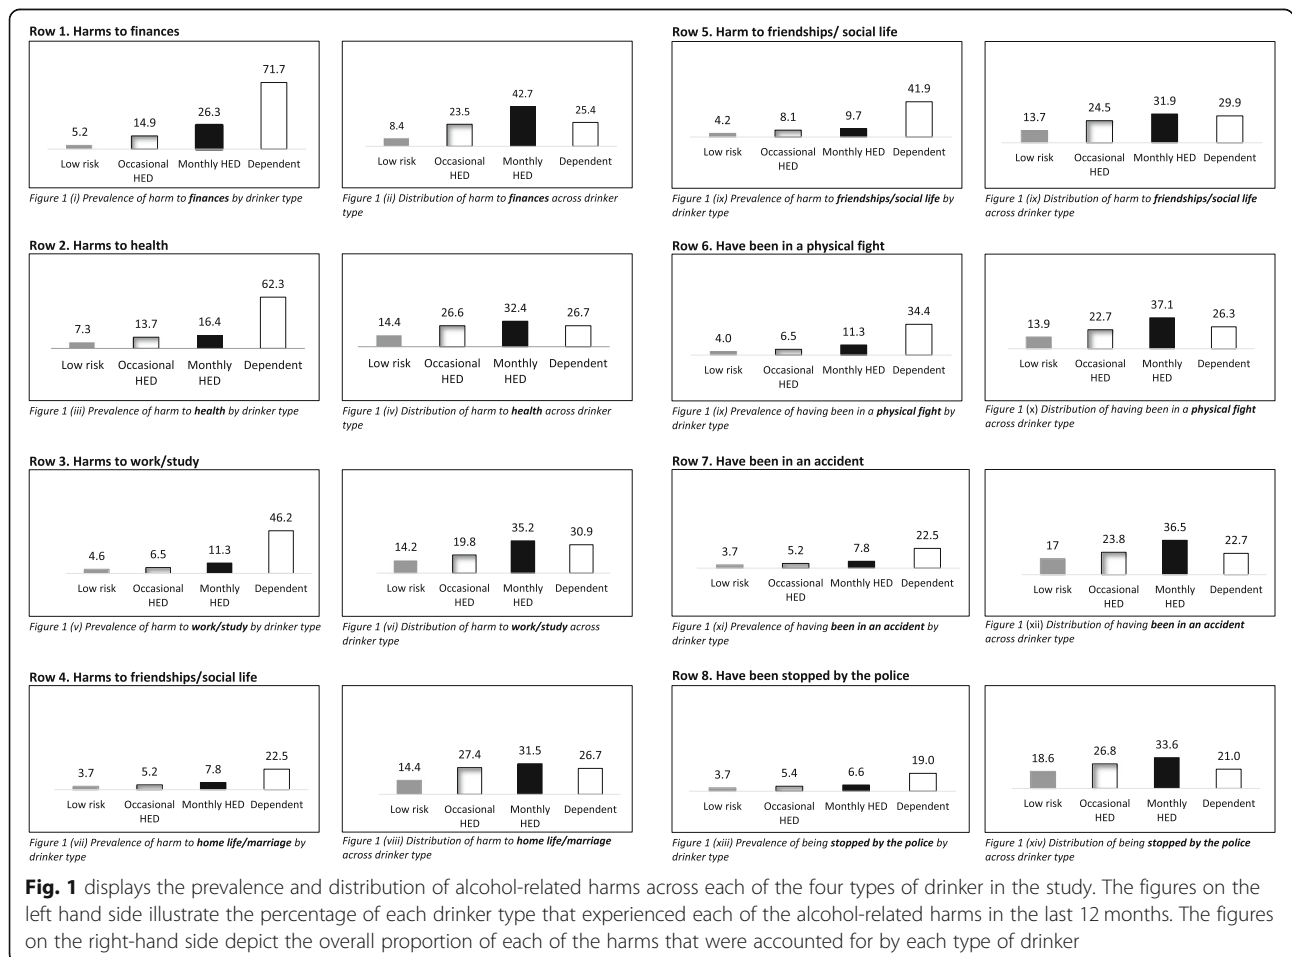 Row 1. Harms to finances
5.2
14.9
26.3
71.7
Low risk
Occasional
HED
Monthly HED
Dependent
Figure 1 (i) Prevalence of harm to finances by drinker type
8.4
23.5
42.7
25.4
Low risk
Occasional
HED
Monthly
HED
Dependent
Figure 1 (ii) Distribution of harm to finances across drinker
type
Row 2. Harms to health
7.3
13.7
16.4
62.3
Low risk
Occasional
HED
Monthly
HED
Dependent
Figure 1 (iii) Prevalence of harm to health by drinker type
14.4
26.6
32.4
26.7
Low risk
Occasional
HED
Monthly
HED
Dependent
Figure 1 (iv) Distribution of harm to health across drinker
type
Row 3. Harms to work/study
4.6
6.5
11.3
46.2
Low risk
Occasional
HED
Monthly
HED
Dependent
Figure 1 (v) Prevalence of harm to work/study by drinker type
14.2
19.8
35.2
30.9
Low risk
Occasional
HED
Monthly
HED
Dependent
Figure 1 (vi) Distribution of harm to work/study across
drinker type
Row 4. Harms to friendships/social life
3.7
5.2
7.8
22.5
Low risk
Occasional
HED
Monthly HED
Dependent
Figure 1 (vii) Prevalence of harm to home life/marriage by
drinker type
14.4
27.4
31.5
26.7
Low risk
Occasional
HED
Monthly
HED
Dependent
Figure 1 (viii) Distribution of harm to home life/marriage
across drinker type
Row 5. Harm to friendships/ social life
4.2
8.1
9.7
41.9
Low risk
Occassional
HED
Monthly HED
Dependent
Figure 1 (ix) Prevalence of harm to friendships/social life by
drinker type
13.7
24.5
31.9
29.9
Low risk
Occasional
HED
Monthly HED
Dependent
Figure 1 (ix) Distribution of harm to friendships/social life
across drinker type
Row 6. Have been in a physical fight
4.0
6.5
11.3
34.4
Low risk
Occasional
HED
Monthly HED
Dependent
Figure 1 (ix) Prevalence of having been in a physical fight by
drinker type
13.9
22.7
37.1
26.3
Low risk
Occasional
HED
Monthly
HED
Dependent
Figure 1 (x) Distribution of having been in a physical fight
across drinker type
Row 7. Have been in an accident
3.7
5.2
7.8
22.5
Low risk
Occassional
HED
Monthly HED
Dependent
Figure 1 (xi) Prevalence of having been in an accident by
drinker type
17
23.8
36.5
22.7
Low risk
Occasional
HED
Monthly
HED
Dependent
Figure 1 (xii) Distribution of having been in an accident
across drinker type
Row 8. Have been stopped by the police
3.7
5.4
6.6
19.0
Low risk
Occasional
HED
Monthly HED
Dependent
Figure 1 (xiii) Prevalence of being stopped by the police by
drinker type
18.6
26.8
33.6
21.0
Low risk
Occasional
HED
Monthly
HED
Dependent
Figure 1 (xiv) Distribution of being stopped by the police
across drinker type
Fig. 1 displays the prevalence and distribution of alcohol-related harms across each of the four types of drinker in the study. The figures on the
left hand side illustrate the percentage of each drinker type that experienced each of the alcohol-related harms in the last 12 months. The figures
on the right-hand side depict the overall proportion of each of the harms that were accounted for by each type of drinker